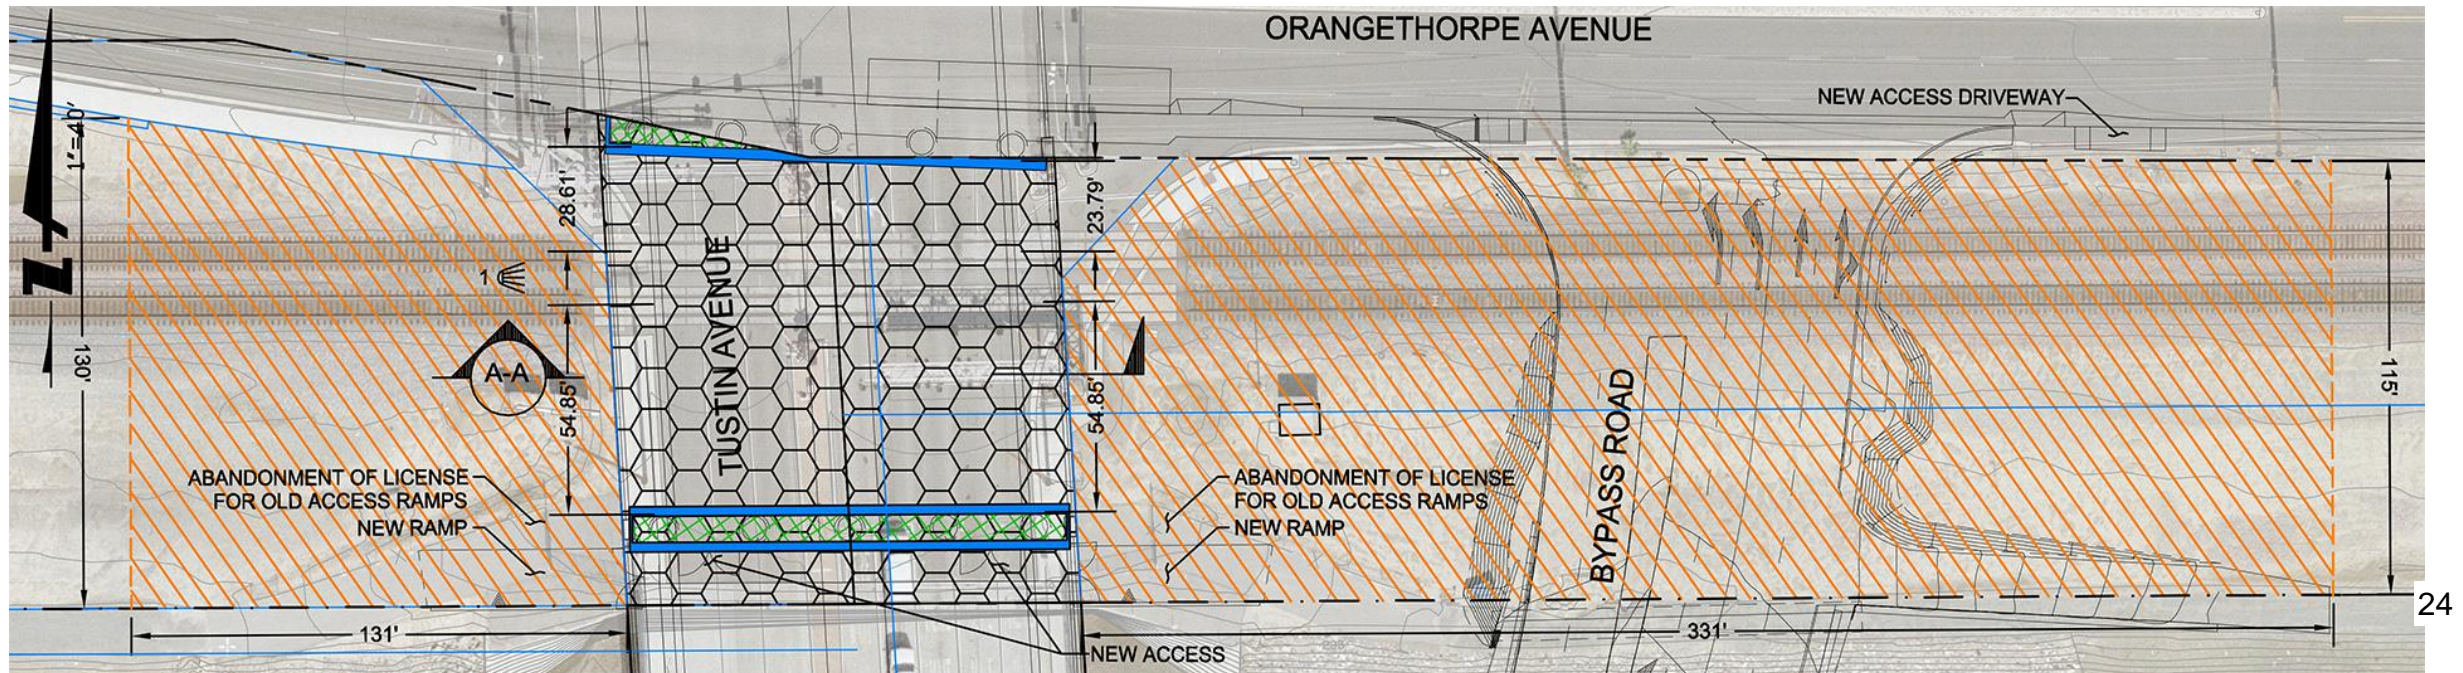 ORANGETHORPE AVENUE
NEW ACCESS DRIVEWAY
1"=40'
28.61'
23.79'
TUSTIN AVENUE
1
A-A
130'
54.85'
54.85'
115'
BYPASS ROAD
ABANDONMENT OF LICENSE
FOR OLD ACCESS RAMPS
NEW RAMP
ABANDONMENT OF LICENSE
FOR OLD ACCESS RAMPS
NEW RAMP
24
131'
331'
NEW ACCESS
Z